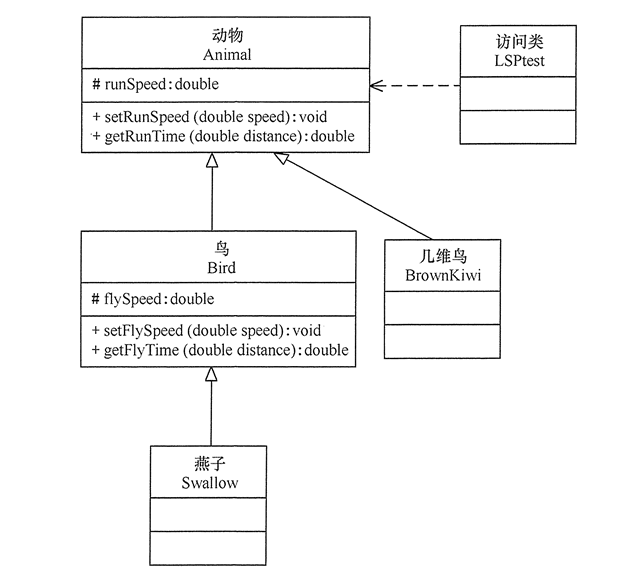 动物
Animal
# runSpeed:double
+ setRunSpeed (double speed):void
+ getRunTime (double distance):double
访问类
LSPtest
鸟
Bird
# flySpeed:double
+ setFlySpeed (double speed):void
+ getFlyTime (double distance):double
几维鸟
BrownKiwi
燕子
Swallow